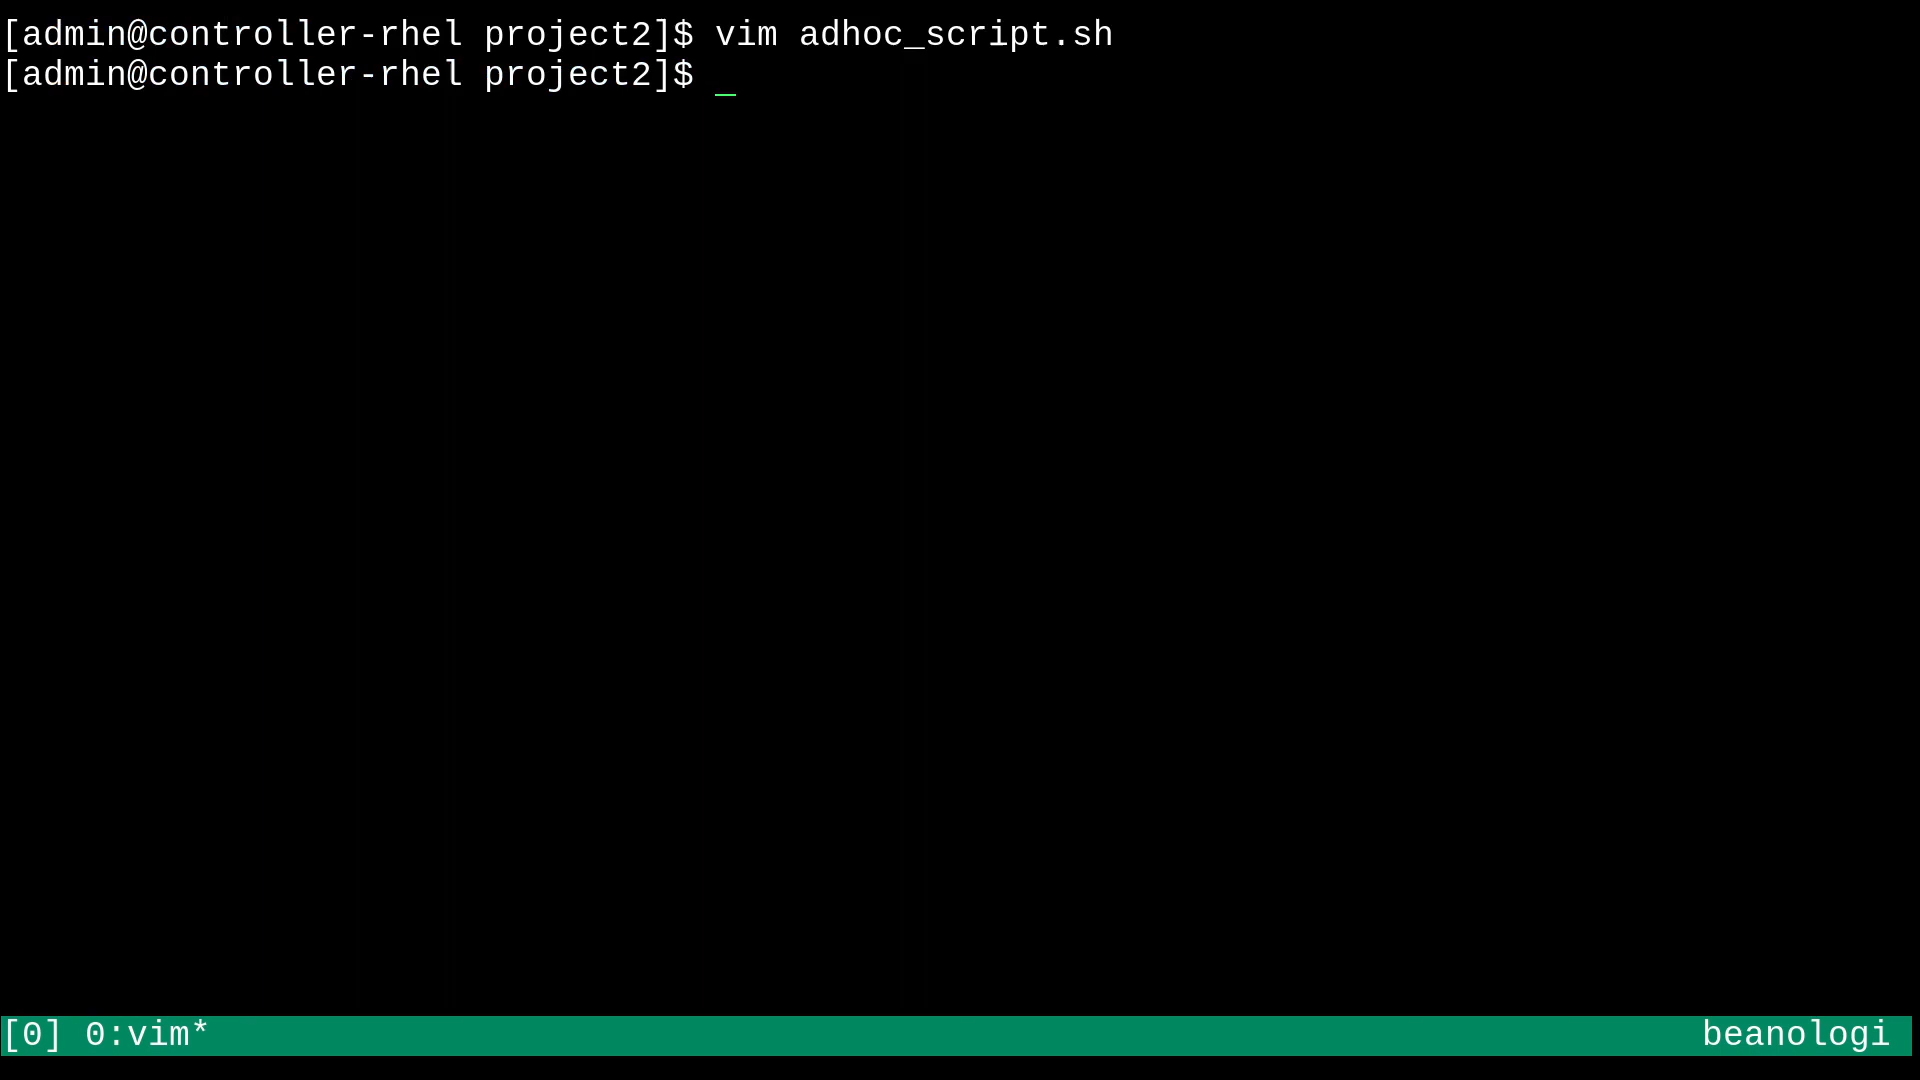 [admin@controller-rhel project2]$ vim adhoc_script.sh
[admin@controller-rhel project2]$ _
[0] 0:vim* beanologi